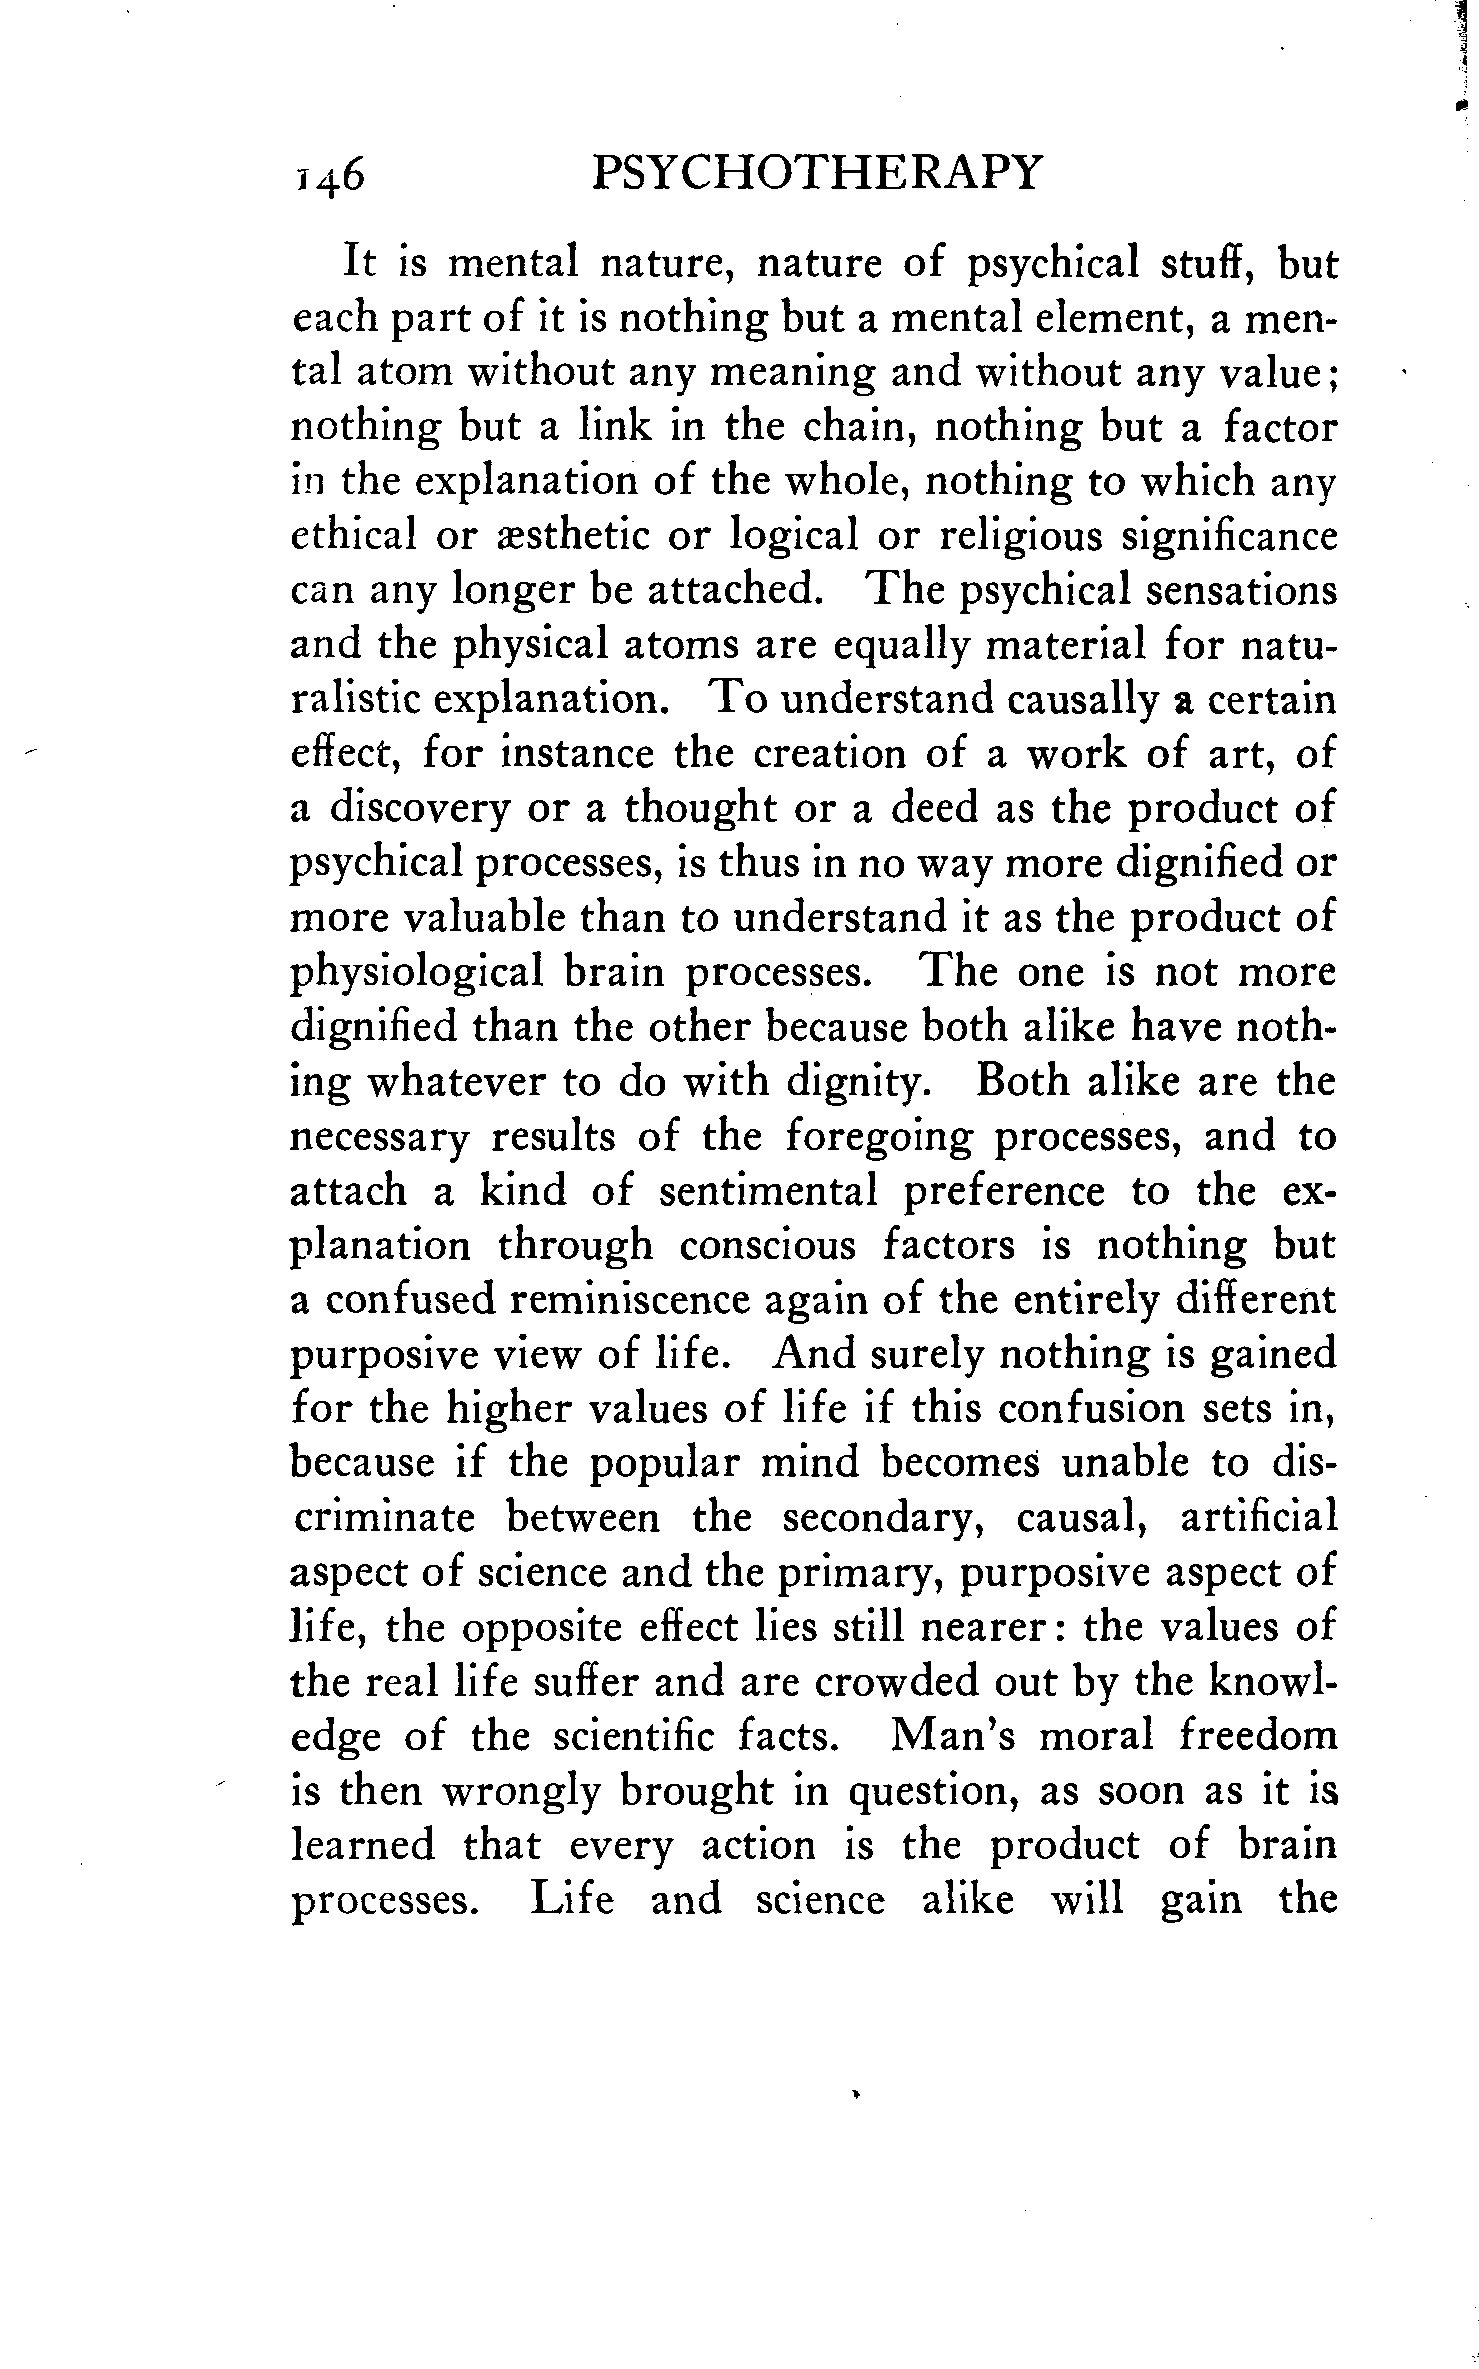 146 PSYCHOTHERAPY
It is mental nature, nature of psychical stuff, but
each part of it is nothing but a mental element, a men-
tal atom without any meaning and without any value;
nothing but a link in the chain, nothing but a factor
in the explanation of the whole, nothing to which any
ethical or æsthetic or logical or religious significance
can any longer be attached. The psychical sensations
and the physical atoms are equally material for natu-
ralistic explanation. To understand causally a certain
effect, for instance the creation of a work of art, of
a discovery or a thought or a deed as the product of
psychical processes, is thus in no way more dignified or
more valuable than to understand it as the product of
physiological brain processes. The one is not more
dignified than the other because both alike have noth-
ing whatever to do with dignity. Both alike are the
necessary results of the foregoing processes, and to
attach a kind of sentimental preference to the ex-
planation through conscious factors is nothing but
a confused reminiscence again of the entirely different
purposive view of life. And surely nothing is gained
for the higher values of life if this confusion sets in,
because if the popular mind becomes unable to dis-
criminate between the secondary, causal, artificial
aspect of science and the primary, purposive aspect of
life, the opposite effect lies still nearer: the values of
the real life suffer and are crowded out by the knowl-
edge of the scientific facts. Man's moral freedom
is then wrongly brought in question, as soon as it is
learned that every action is the product of brain
processes. Life and science alike will gain the